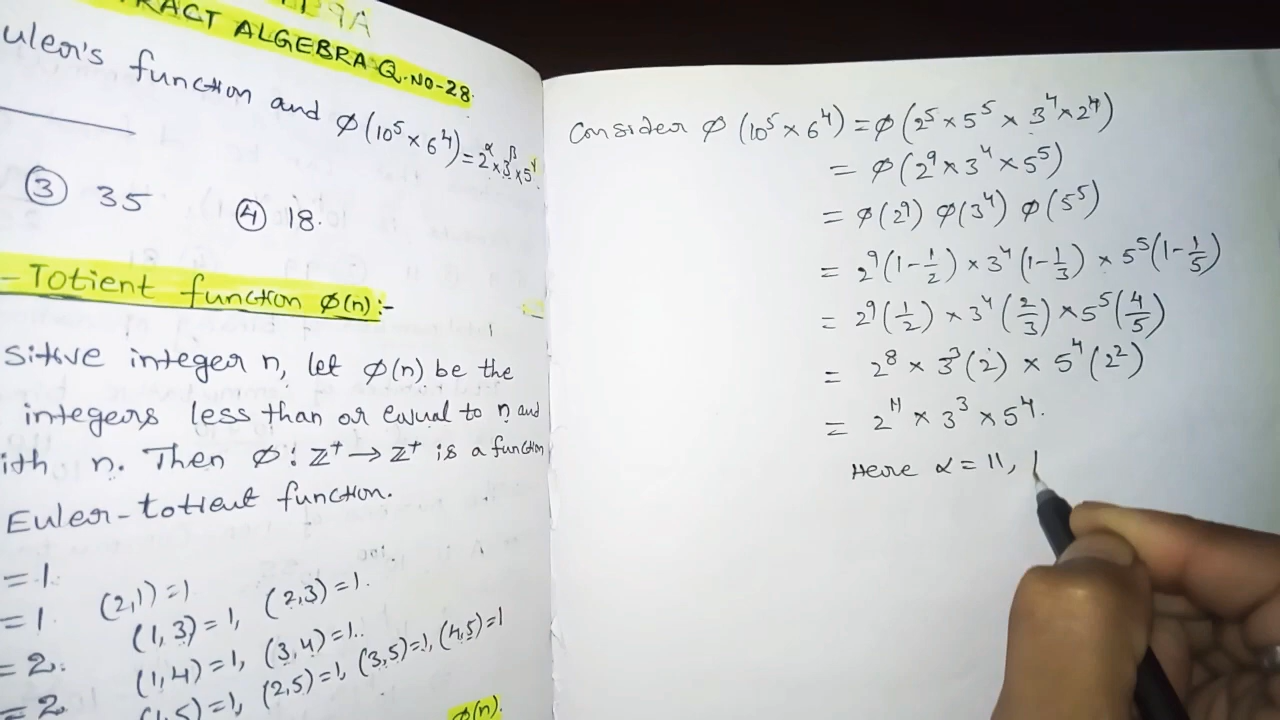 TRACT ALGEBRA Q.NO-28.
uler's function and φ(10⁵×6⁴)=2^α×3^β×5^γ.
③ 35 ④ 18.
-Totient function φ(n):-
sitive integer n, let φ(n) be the
integers less than or equal to n and
ith n. Then φ: Z⁺→Z⁺ is a function
Euler-totient function.
=1.
=1. (2,1)=1
(1,3)=1, (2,3)=1.
=2. (1,4)=1, (3,4)=1.
=2 (1,5)=1, (2,5)=1, (3,5)=1, (4,5)=1
φ(n).
Consider φ(10⁵×6⁴)=φ(2⁵×5⁵×3⁴×2⁴)
=φ(2⁹×3⁴×5⁵)
=φ(2⁹) φ(3⁴) φ(5⁵)
=2⁹(1-1/2)×3⁴(1-1/3)×5⁵(1-1/5)
=2⁹(1/2)×3⁴(2/3)×5⁵(4/5)
=2⁸×3³(2)×5⁴(2²)
=2¹¹×3³×5⁴.
Here α=11,